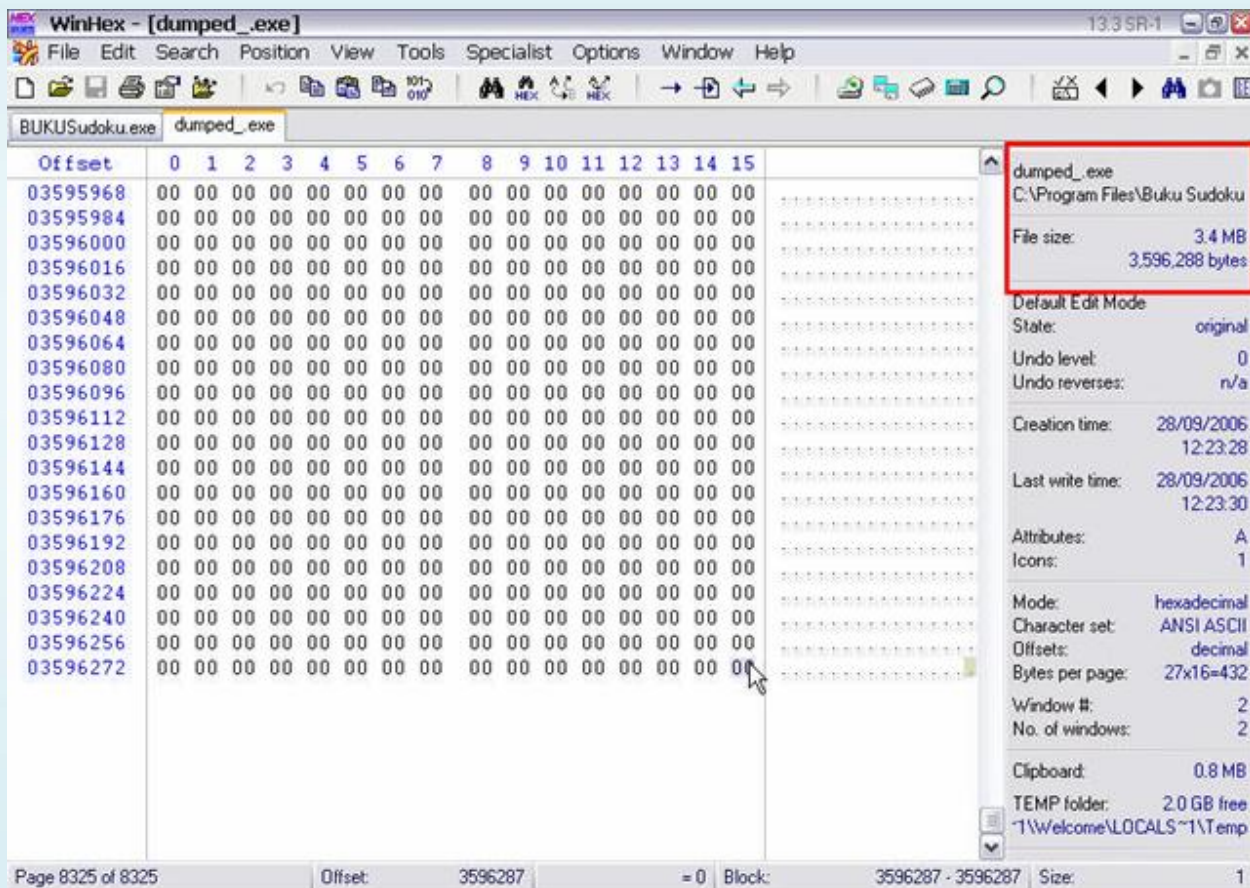 WinHex - [dumped_.exe] 13.3 SR-1
File Edit Search Position View Tools Specialist Options Window Help
BUKUSudoku.exe dumped_.exe
Offset 0 1 2 3 4 5 6 7 8 9 10 11 12 13 14 15
03595968 00 00 00 00 00 00 00 00 00 00 00 00 00 00 00 00 ................
03595984 00 00 00 00 00 00 00 00 00 00 00 00 00 00 00 00 ................
03596000 00 00 00 00 00 00 00 00 00 00 00 00 00 00 00 00 ................
03596016 00 00 00 00 00 00 00 00 00 00 00 00 00 00 00 00 ................
03596032 00 00 00 00 00 00 00 00 00 00 00 00 00 00 00 00 ................
03596048 00 00 00 00 00 00 00 00 00 00 00 00 00 00 00 00 ................
03596064 00 00 00 00 00 00 00 00 00 00 00 00 00 00 00 00 ................
03596080 00 00 00 00 00 00 00 00 00 00 00 00 00 00 00 00 ................
03596096 00 00 00 00 00 00 00 00 00 00 00 00 00 00 00 00 ................
03596112 00 00 00 00 00 00 00 00 00 00 00 00 00 00 00 00 ................
03596128 00 00 00 00 00 00 00 00 00 00 00 00 00 00 00 00 ................
03596144 00 00 00 00 00 00 00 00 00 00 00 00 00 00 00 00 ................
03596160 00 00 00 00 00 00 00 00 00 00 00 00 00 00 00 00 ................
03596176 00 00 00 00 00 00 00 00 00 00 00 00 00 00 00 00 ................
03596192 00 00 00 00 00 00 00 00 00 00 00 00 00 00 00 00 ................
03596208 00 00 00 00 00 00 00 00 00 00 00 00 00 00 00 00 ................
03596224 00 00 00 00 00 00 00 00 00 00 00 00 00 00 00 00 ................
03596240 00 00 00 00 00 00 00 00 00 00 00 00 00 00 00 00 ................
03596256 00 00 00 00 00 00 00 00 00 00 00 00 00 00 00 00 ................
03596272 00 00 00 00 00 00 00 00 00 00 00 00 00 00 00 00 ................
dumped_.exe
C:\Program Files\Buku Sudoku
File size: 3.4 MB
3,596,288 bytes
Default Edit Mode
State: original
Undo level: 0
Undo reverses: n/a
Creation time: 28/09/2006
12:23:28
Last write time: 28/09/2006
12:23:30
Attributes: A
Icons: 1
Mode: hexadecimal
Character set: ANSI ASCII
Offsets: decimal
Bytes per page: 27x16=432
Window #: 2
No. of windows: 2
Clipboard: 0.8 MB
TEMP folder: 2.0 GB free
~1\Welcome\LOCALS~1\Temp
Page 8325 of 8325 Offset: 3596287 = 0 Block: 3596287 - 3596287 Size: 1